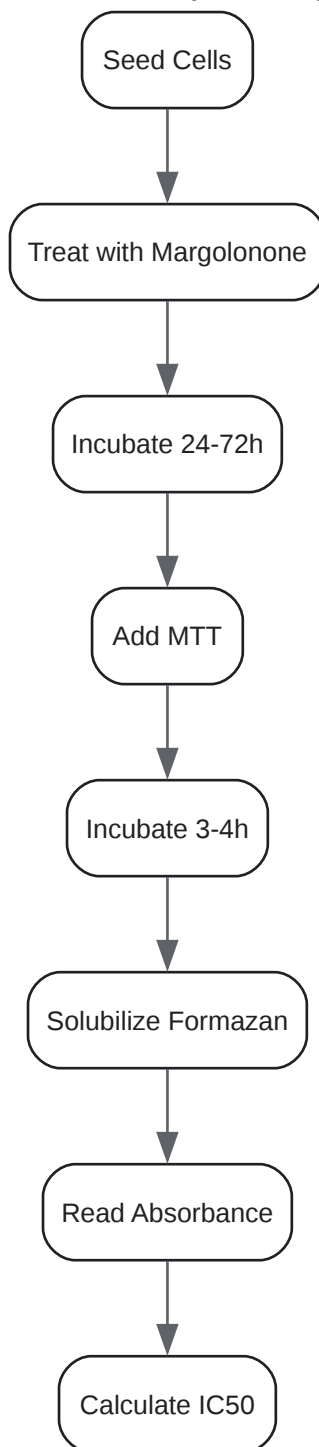 Seed Cells
Treat with Margolonone
Incubate 24-72h
Add MTT
Incubate 3-4h
Solubilize Formazan
Read Absorbance
Calculate IC50